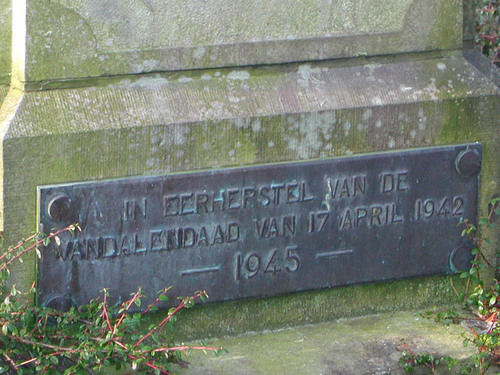 IN EERHERSTEL VAN DE
VANDALENDAAD VAN 17 APRIL 1942
— 1945 —